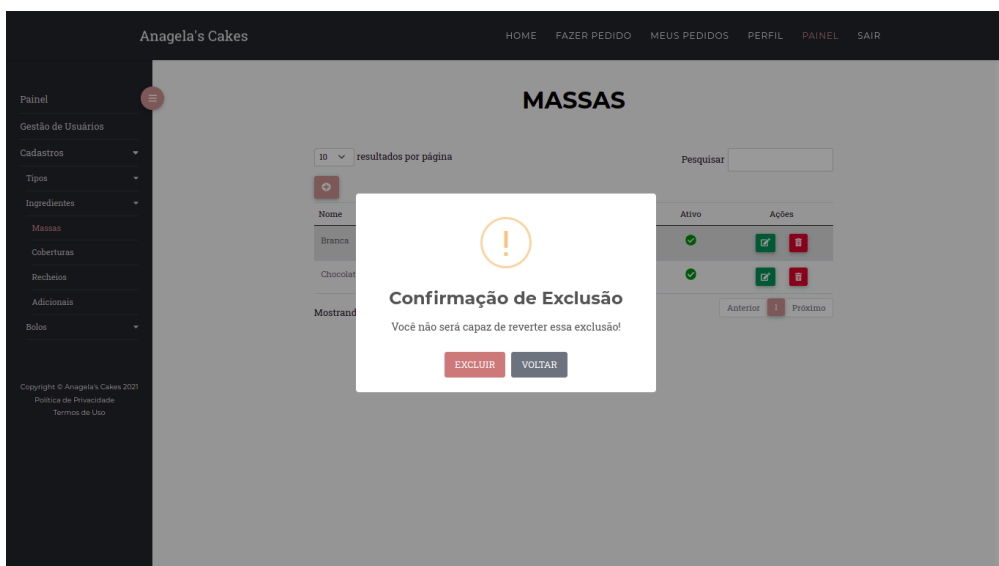 Anagela's Cakes
HOME FAZER PEDIDO MEUS PEDIDOS PERFIL PAINEL SAIR
Painel
Gestão de Usuários
Cadastros
Tipos
Ingredientes
Massas
Coberturas
Recheios
Adicionais
Bolos
Copyright © Anagela's Cakes 2021
Política de Privacidade
Termos de Uso
MASSAS
10 resultados por página
Pesquisar
Nome Ativo Ações
Branca
Chocolat
Mostrand
Anterior 1 Próximo
!
Confirmação de Exclusão
Você não será capaz de reverter essa exclusão!
EXCLUIR VOLTAR